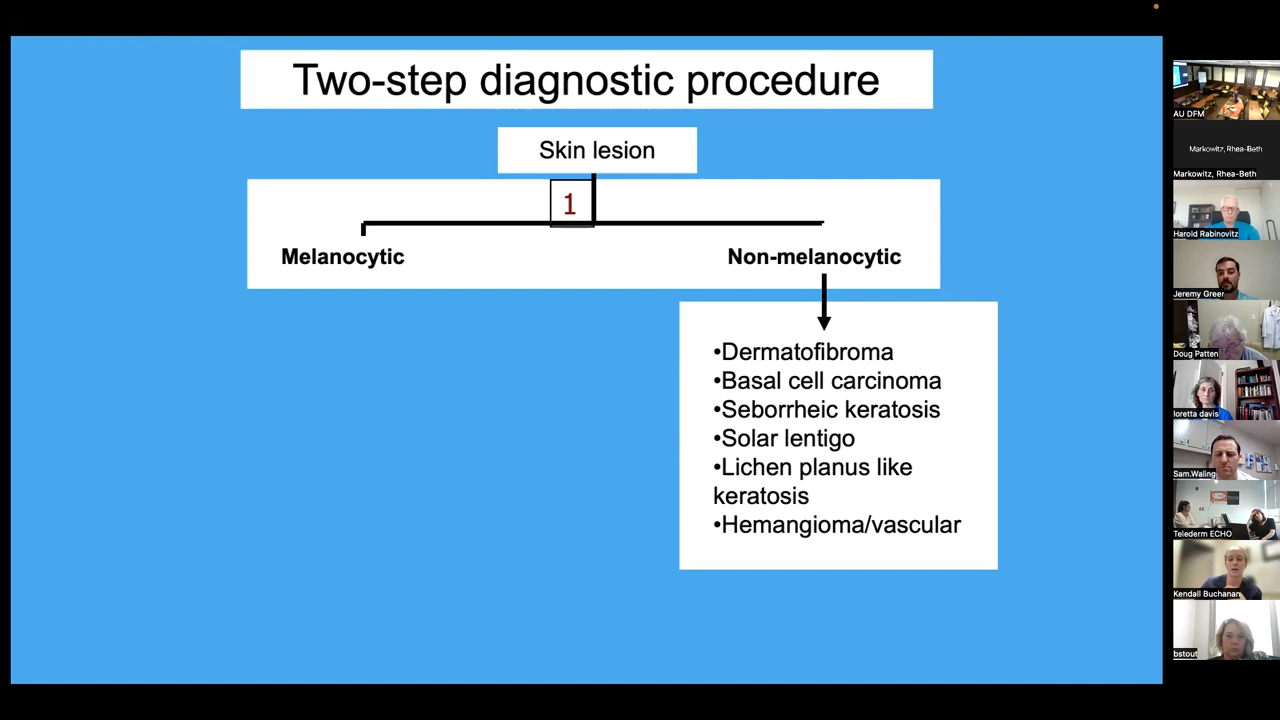 Two-step diagnostic procedure
Skin lesion
1
Melanocytic
Non-melanocytic
•Dermatofibroma
•Basal cell carcinoma
•Seborrheic keratosis
•Solar lentigo
•Lichen planus like
keratosis
•Hemangioma/vascular
AU DFM
Markowitz, Rhea-Beth
Markowitz, Rhea-Beth
Harold Rabinovitz
Jeremy Greer
Doug Patten
loretta davis
Sam.Waling
Telederm ECHO
Kendall Buchanan
bstout